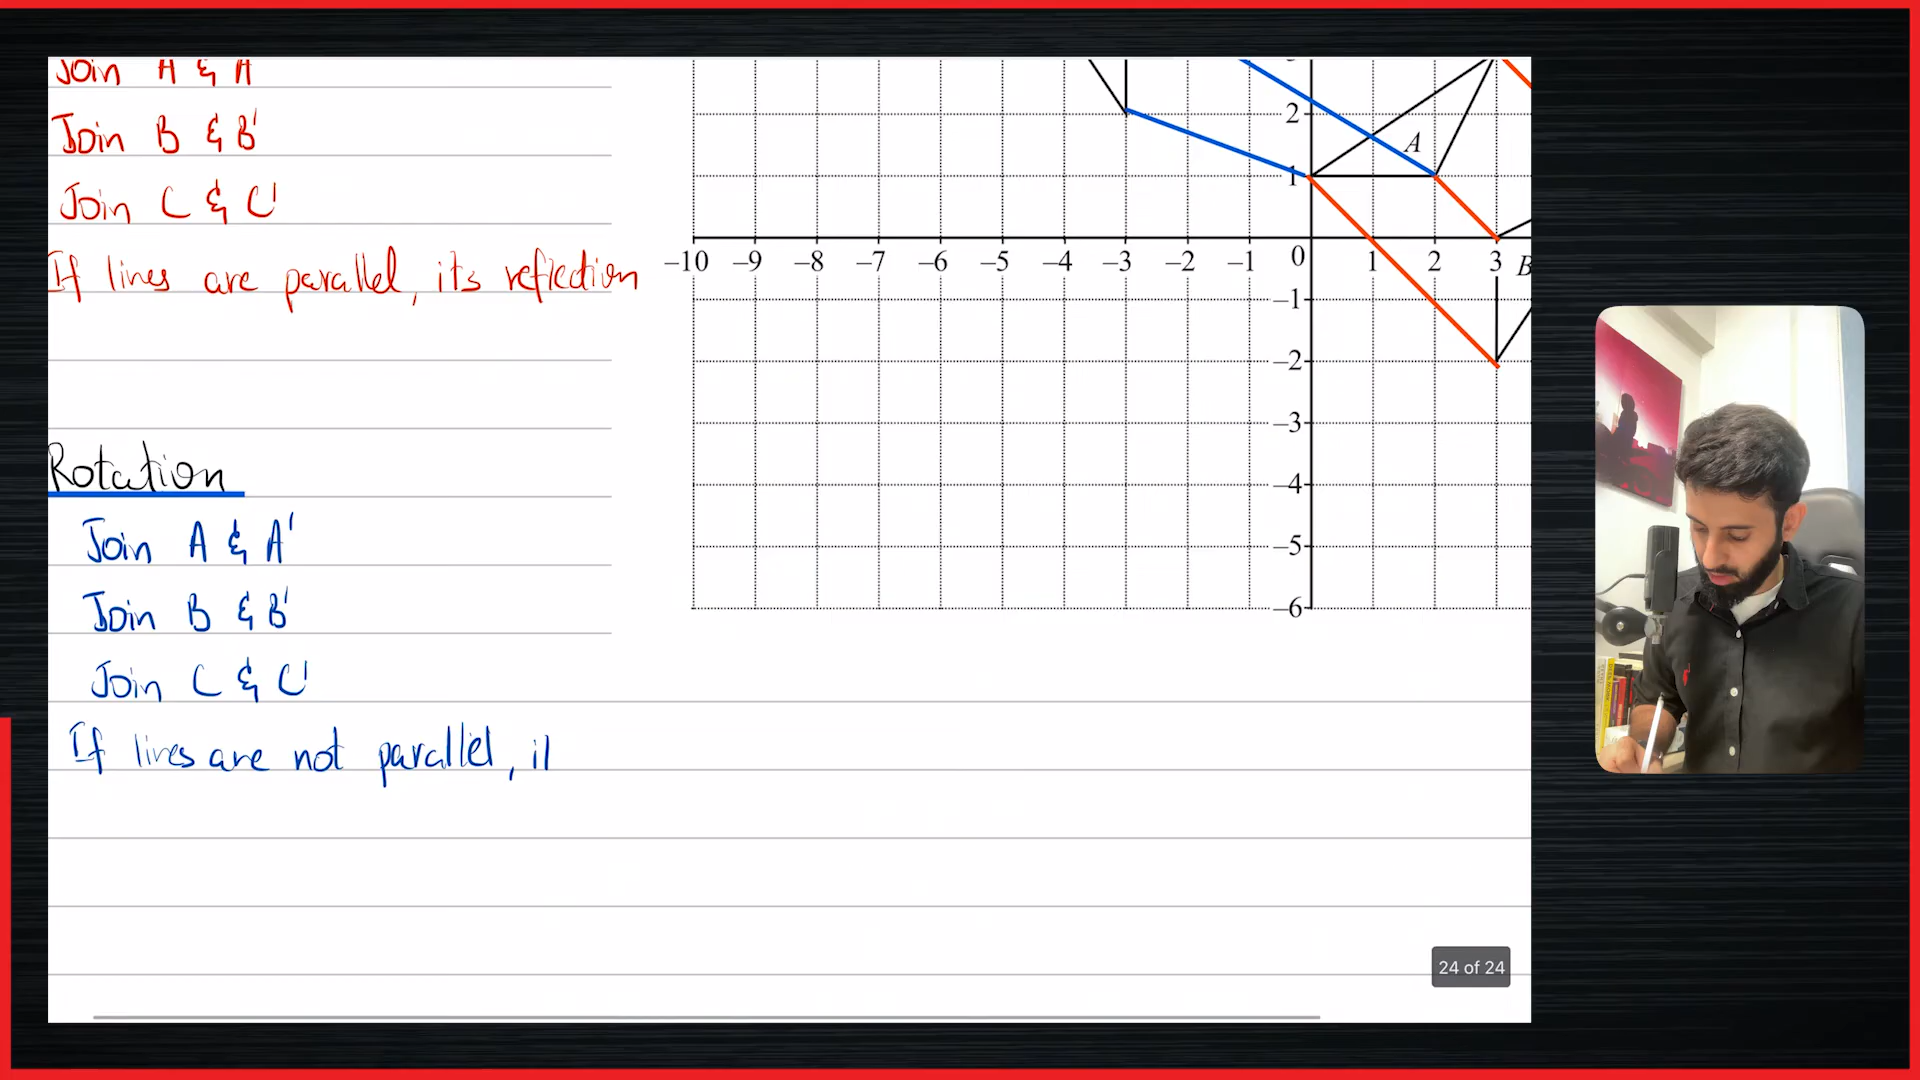 Join A & A
Join B & B'
Join C & C'
If lines are parallel, its reflection
Rotation
Join A & A'
Join B & B'
Join C & C'
If lines are not parallel, i
2
A
1
–10 –9 –8 –7 –6 –5 –4 –3 –2 –1 0 1 2 3 B
–1
–2
–3
–4
–5
–6
24 of 24